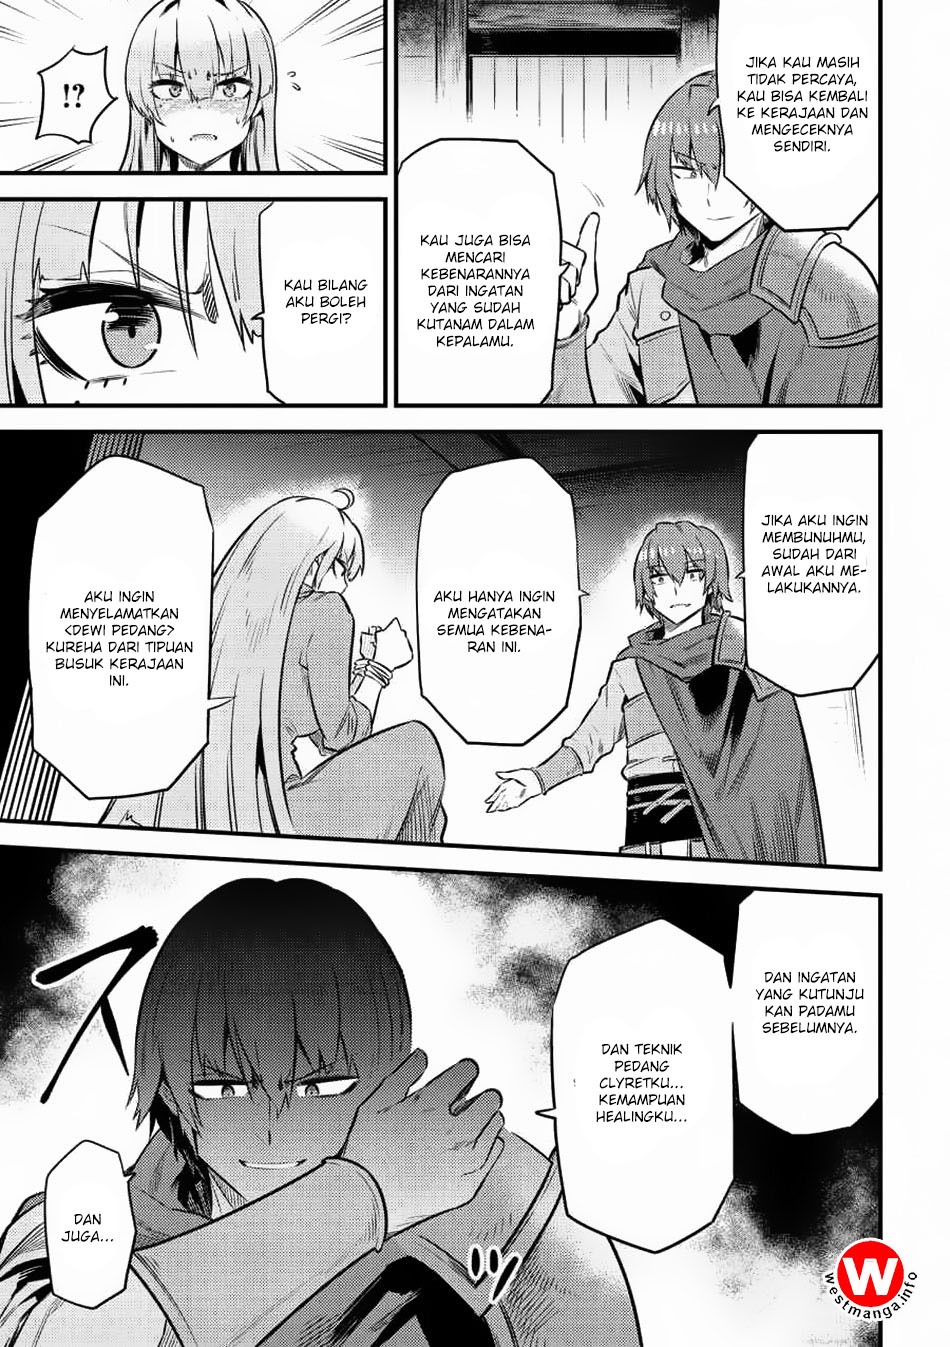 JIKA KAU MASIH
TIDAK PERCAYA,
KAU BISA KEMBALI
KE KERAJAAN DAN
MENGECEKNYA
SENDIRI.
KAU JUGA BISA
MENCARI
KEBENARANNYA
DARI INGATAN
YANG SUDAH
KUTANAM DALAM
KEPALAMU.
!?
KAU BILANG
AKU BOLEH
PERGI?
JIKA AKU INGIN
MEMBUNUHMU,
SUDAH DARI
AWAL AKU ME-
LAKUKANNYA.
AKU HANYA INGIN
MENGATAKAN
SEMUA KEBENA-
RAN INI.
AKU INGIN
MENYELAMATKAN
<DEWI PEDANG>
KUREHA DARI TIPUAN
BUSUK KERAJAAN
INI.
DAN INGATAN
YANG KUTUNJU
KAN PADAMU
SEBELUMNYA.
DAN TEKNIK
PEDANG
CLYRETKU...
KEMAMPUAN
HEALINGKU...
ス
ッ
DAN
JUGA...
W
westmanga.info